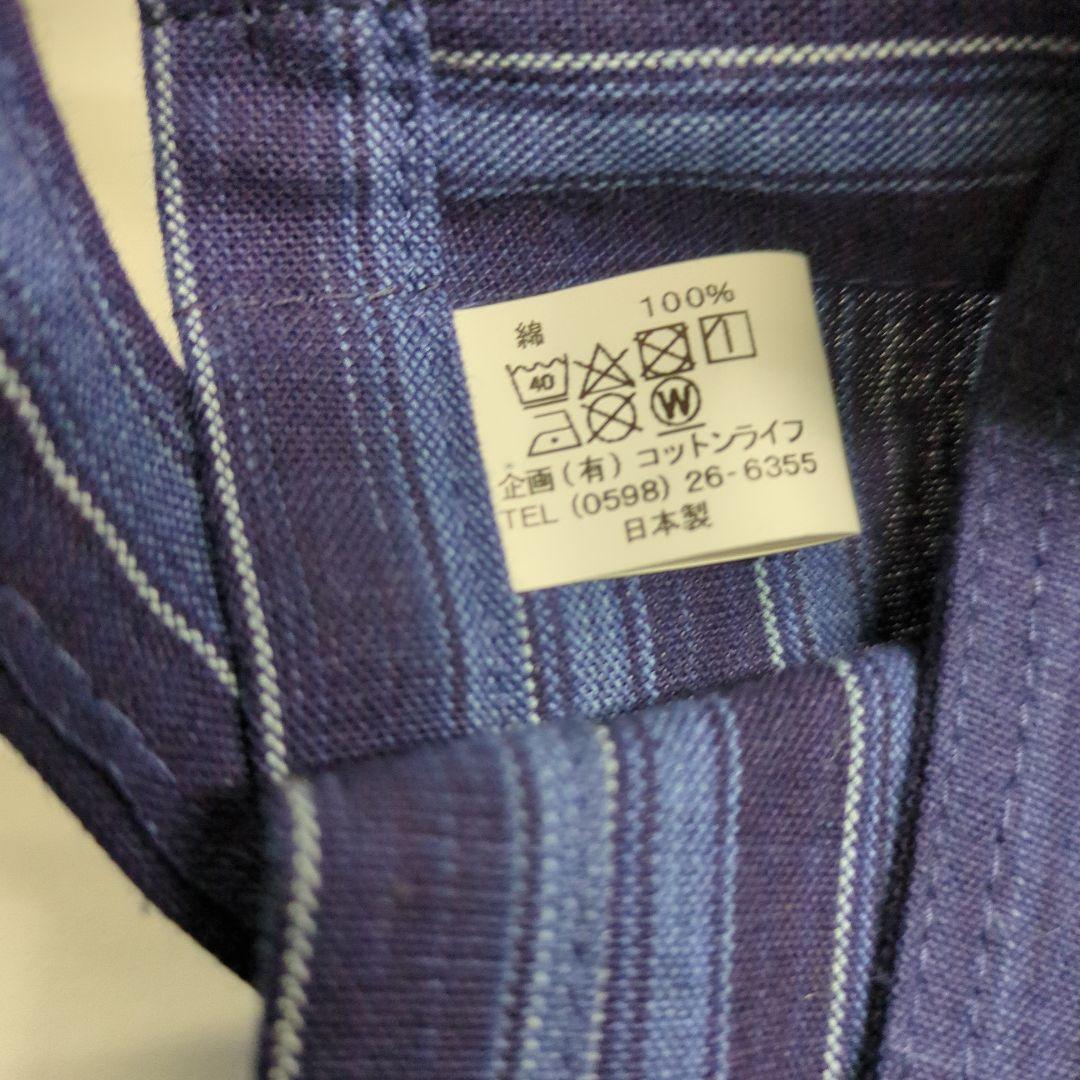 綿 100%
40
W
企画(有)コットンライフ
TEL (0598) 26-6355
日本製